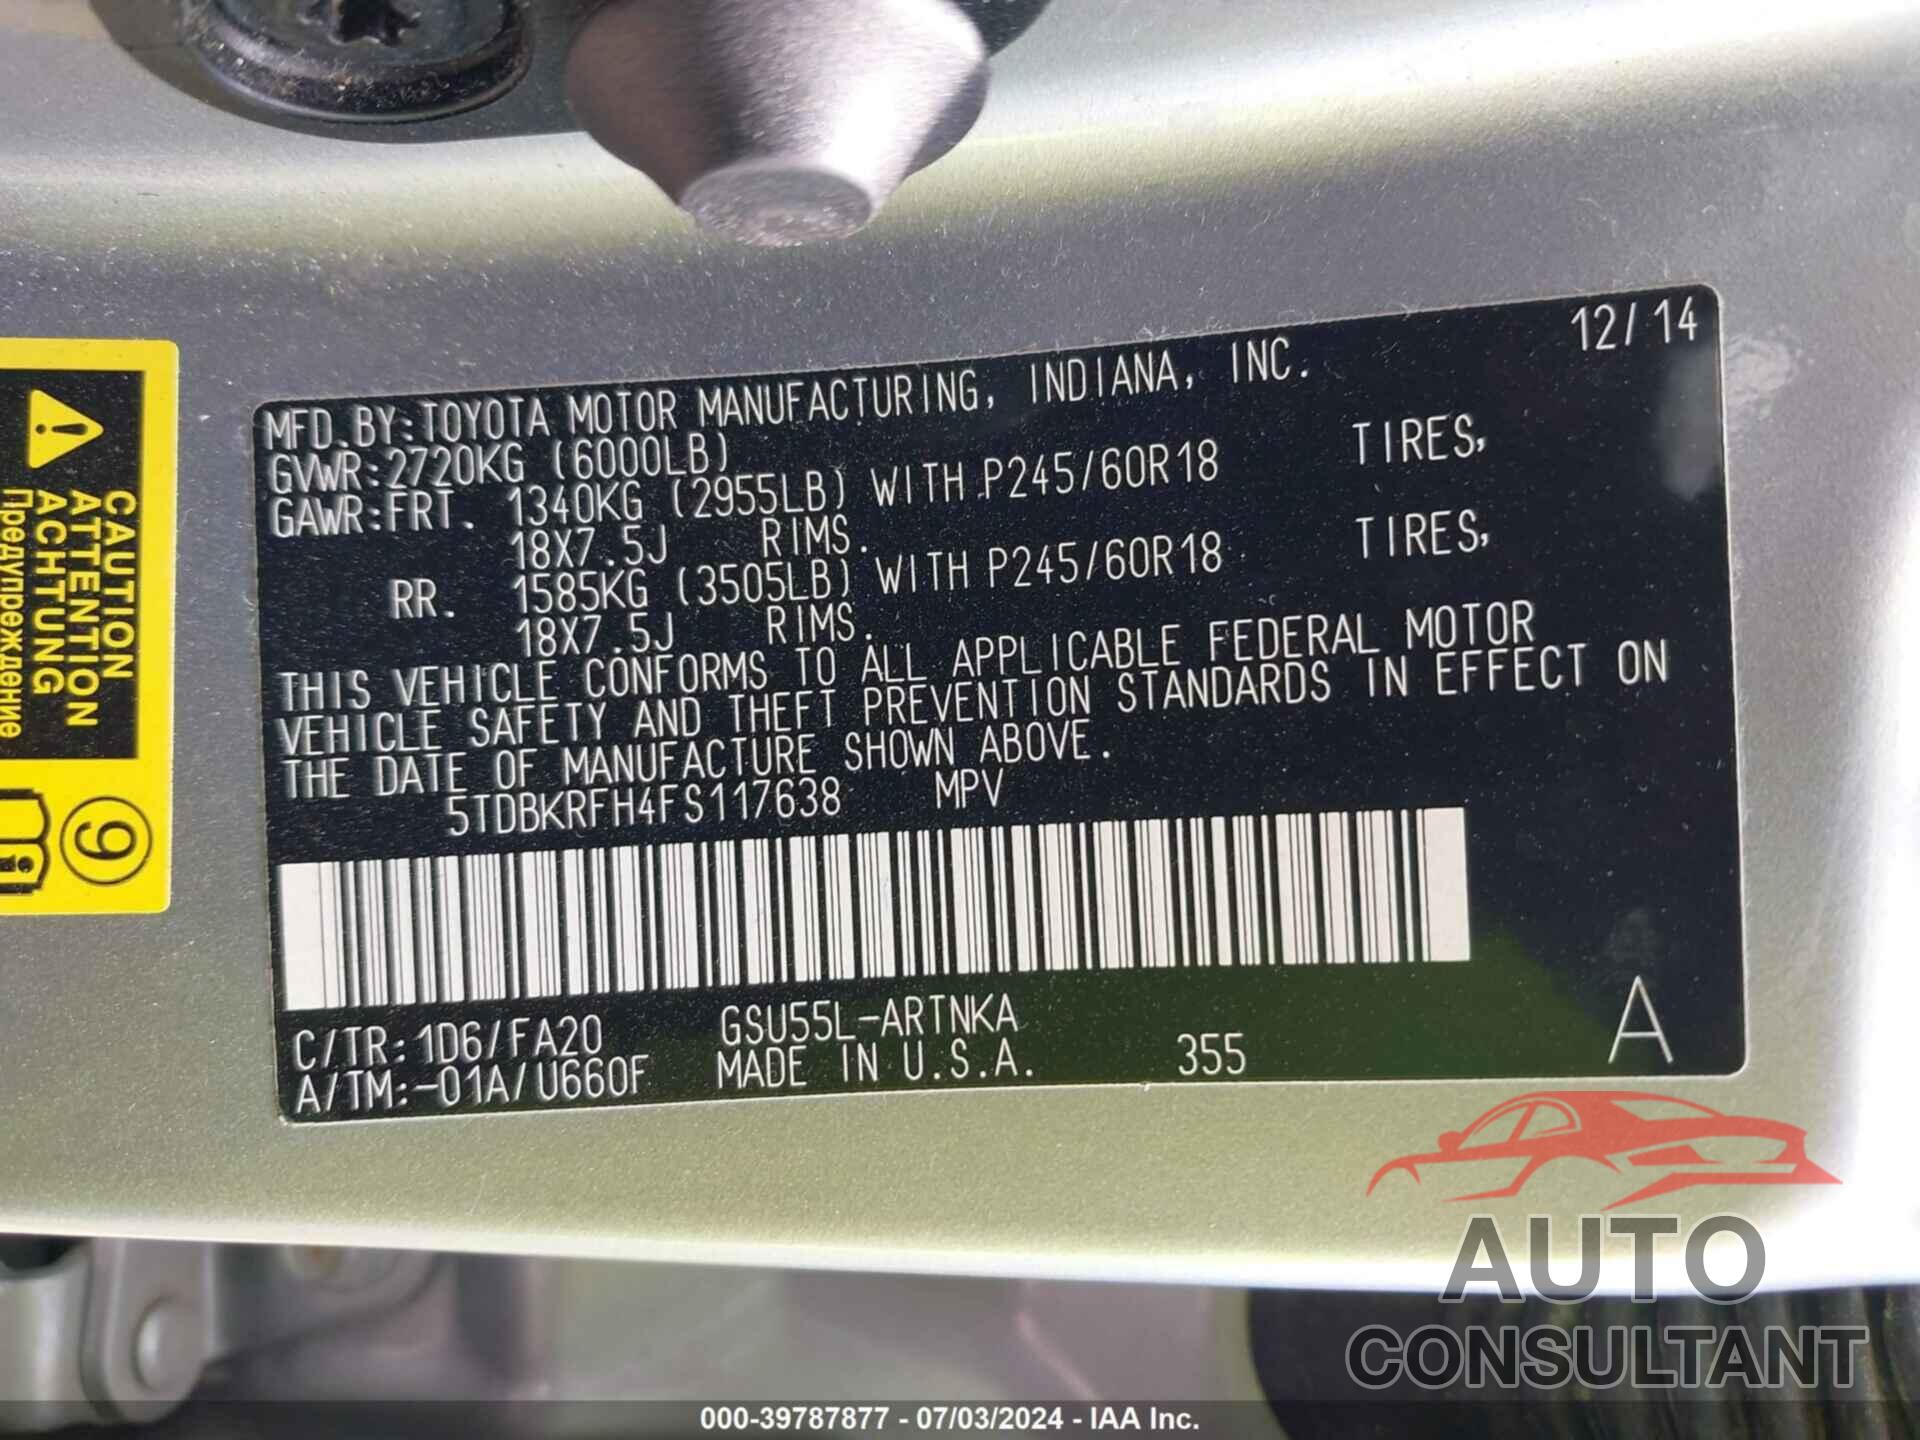 12/14
MFD.BY:TOYOTA MOTOR MANUFACTURING, INDIANA, INC.
GVWR:2720KG (6000LB)
GAWR:FRT. 1340KG (2955LB) WITH P245/60R18 TIRES,
18X7.5J RIMS.
RR. 1585KG (3505LB) WITH P245/60R18 TIRES,
18X7.5J RIMS.
THIS VEHICLE CONFORMS TO ALL APPLICABLE FEDERAL MOTOR
VEHICLE SAFETY AND THEFT PREVENTION STANDARDS IN EFFECT ON
THE DATE OF MANUFACTURE SHOWN ABOVE.
5TDBKRFH4FS117638 MPV
C/TR:1D6/FA20 GSU55L-ARTNKA
A/TM:-01A/U660F MADE IN U.S.A. 355 A
CAUTION
ATTENTION
ACHTUNG
Предупреждение
9
AUTO
CONSULTANT
000-39787877 - 07/03/2024 - IAA Inc.